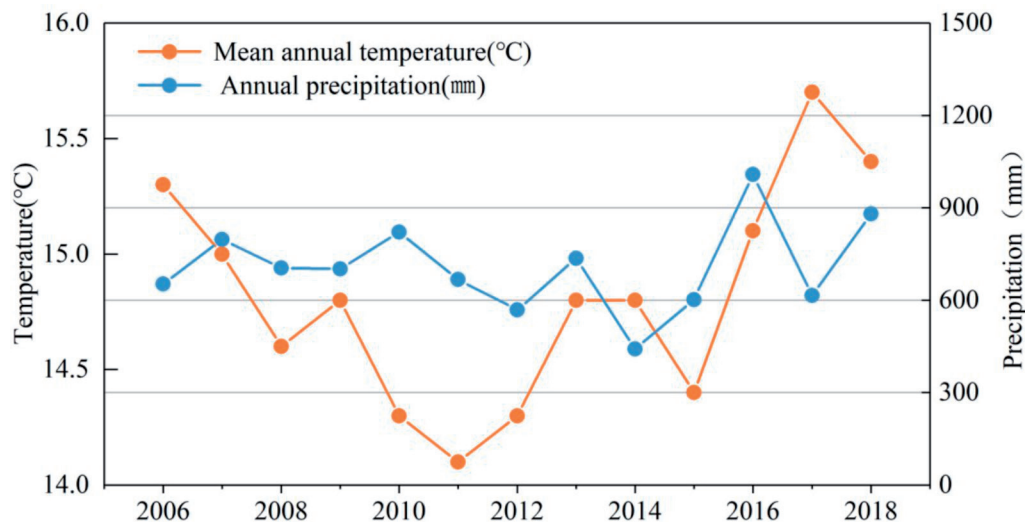 16.0
15.5
15.0
14.5
14.0
Temperature(℃)
Mean annual temperature(℃)
Annual precipitation(㎜)
1500
1200
900
600
300
0
Precipitation（mm）
2006 2008 2010 2012 2014 2016 2018